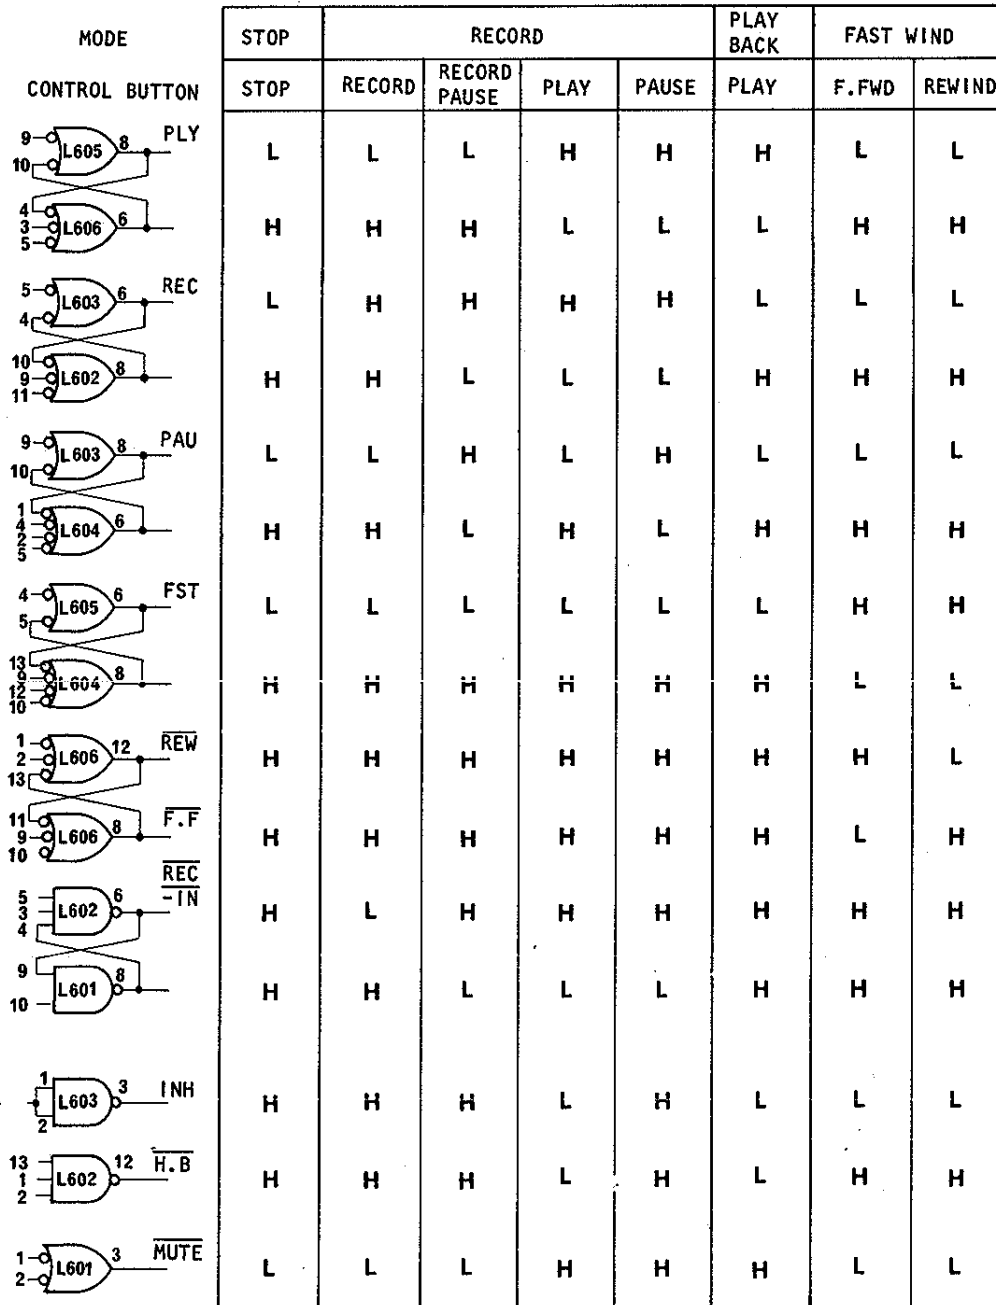 MODE STOP RECORD PLAY BACK FAST WIND
CONTROL BUTTON STOP RECORD RECORD PAUSE PLAY PAUSE PLAY F.FWD REWIND
9 10 L605 8 PLY L L L H H H L L
4 3 5 L606 6 H H H L L L H H
5 4 L603 6 REC L H H H H L L L
10 9 11 L602 8 H H L L L H H H
9 10 L603 8 PAU L L H L H L L L
1 4 2 5 L604 6 H H L H L H H H
4 5 L605 6 FST L L L L L L H H
13 9 12 10 L604 8 H H H H H H L L
1 2 13 L606 12 REW H H H H H H H L
11 9 10 L606 8 F.F H H H H H H L H
5 3 4 L602 6 REC -IN H L H H H H H H
9 10 L601 8 H H L L L H H H
1 2 L603 3 INH H H H L H L L L
13 1 2 L602 12 H.B H H H L H L H H
1 2 L601 3 MUTE L L L H H H L L